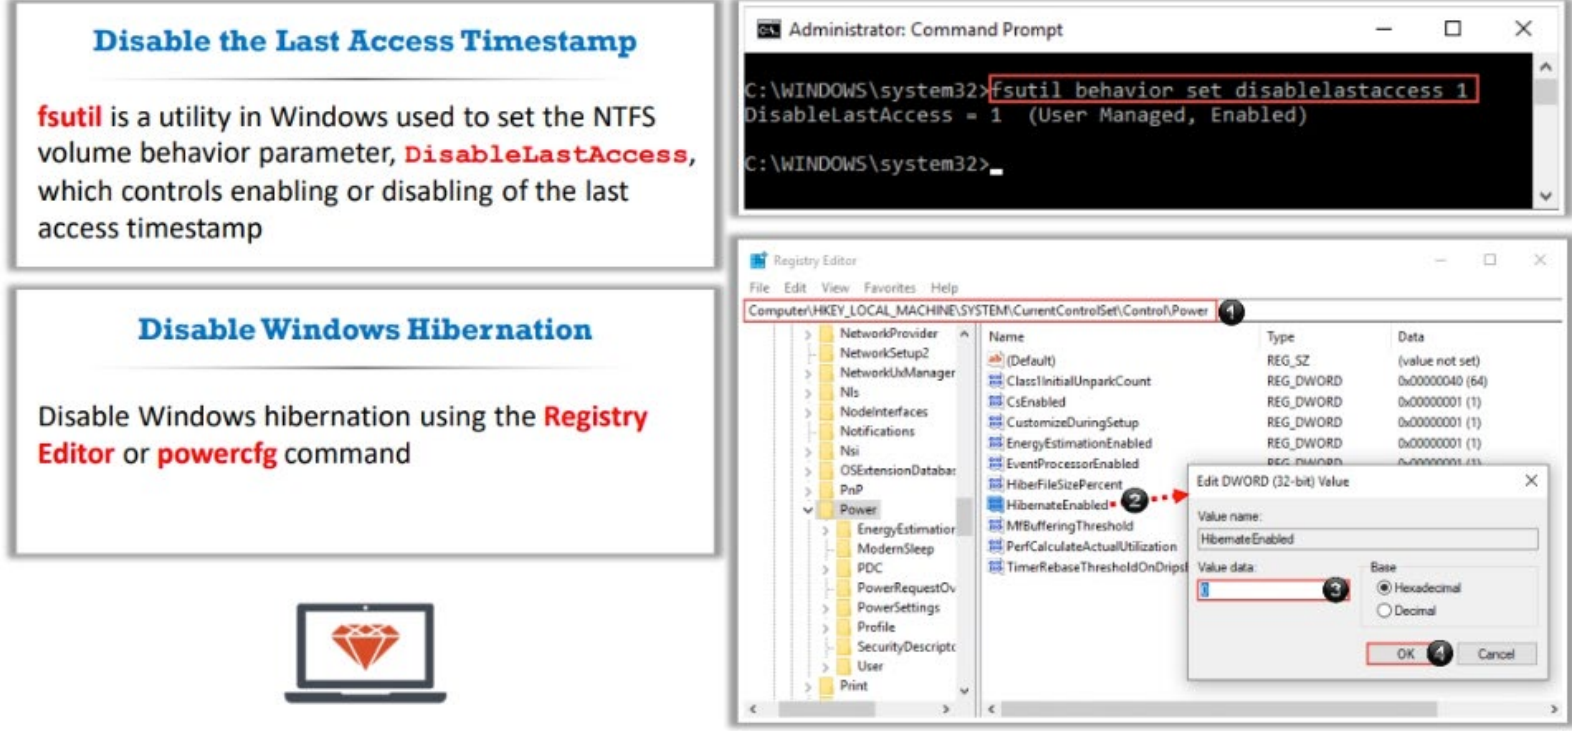 Disable the Last Access Timestamp
fsutil is a utility in Windows used to set the NTFS
volume behavior parameter, DisableLastAccess,
which controls enabling or disabling of the last
access timestamp
Disable Windows Hibernation
Disable Windows hibernation using the Registry
Editor or powercfg command
Administrator: Command Prompt
C:\WINDOWS\system32>fsutil behavior set disablelastaccess 1
DisableLastAccess = 1 (User Managed, Enabled)
C:\WINDOWS\system32>
Registry Editor
File Edit View Favorites Help
Computer\HKEY_LOCAL_MACHINE\SYSTEM\CurrentControlSet\Control\Power 1
NetworkProvider
NetworkSetup2
NetworkUxManager
Nls
NodeInterfaces
Notifications
Nsi
OSExtensionDatabas
PnP
Power
EnergyEstimation
ModernSleep
PDC
PowerRequestOv
PowerSettings
Profile
SecurityDescripto
User
Print
Name Type Data
(Default) REG_SZ (value not set)
Class1InitialUnparkCount REG_DWORD 0x00000040 (64)
CsEnabled REG_DWORD 0x00000001 (1)
CustomizeDuringSetup REG_DWORD 0x00000001 (1)
EnergyEstimationEnabled REG_DWORD 0x00000001 (1)
EventProcessorEnabled REG_DWORD 0x00000001 (1)
HiberFileSizePercent
HibernateEnabled 2
MfBufferingThreshold
PerfCalculateActualUtilization
TimerRebaseThresholdOnDrips
Edit DWORD (32-bit) Value
Value name:
HibernateEnabled
Value data: Base
0 3 Hexadecimal
Decimal
OK 4 Cancel